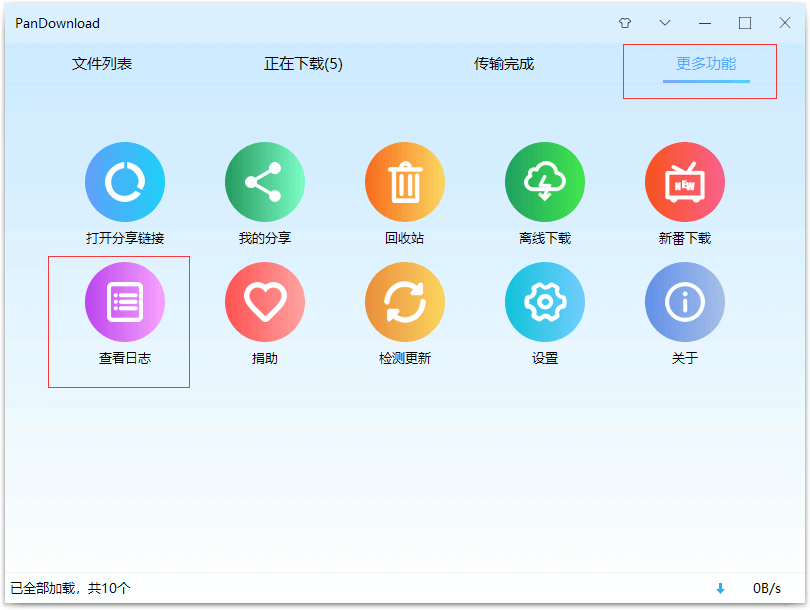 PanDownload
文件列表
正在下载(5)
传输完成
更多功能
打开分享链接
我的分享
回收站
离线下载
NEW
新番下载
查看日志
捐助
检测更新
设置
关于
已全部加载，共10个
0B/s